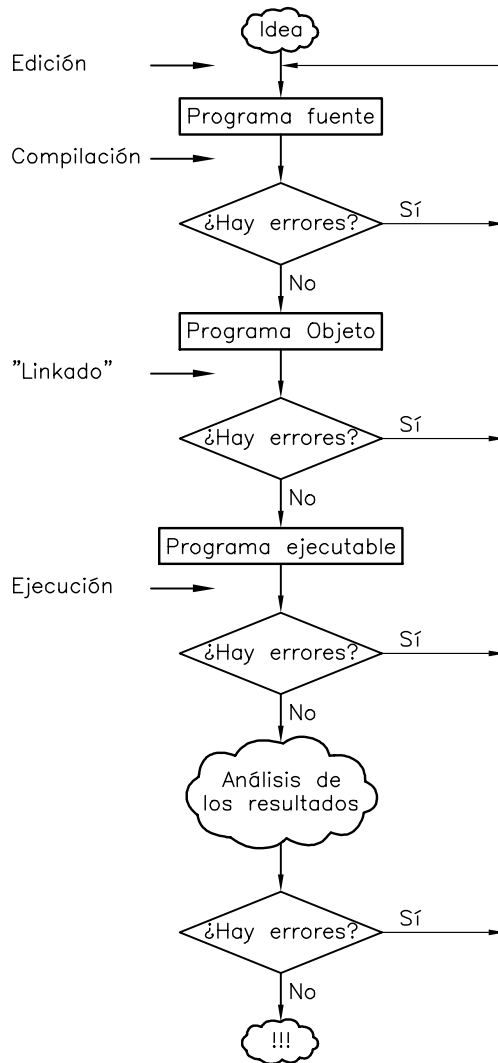 Idea
Edición
Programa fuente
Compilación
¿Hay errores?
Sí
No
Programa Objeto
"Linkado"
¿Hay errores?
Sí
No
Programa ejecutable
Ejecución
¿Hay errores?
Sí
No
Análisis de
los resultados
¿Hay errores?
Sí
No
!!!